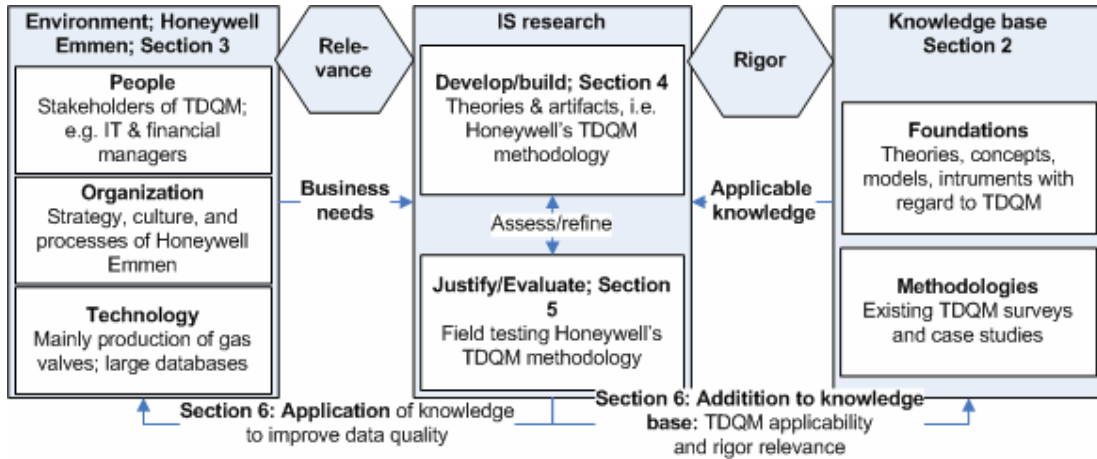 Environment; Honeywell
Emmen; Section 3
People
Stakeholders of TDQM;
e.g. IT & financial
managers
Organization
Strategy, culture, and
processes of Honeywell
Emmen
Technology
Mainly production of gas
valves; large databases
Rele-
vance
Business
needs
IS research
Develop/build; Section 4
Theories & artifacts, i.e.
Honeywell's TDQM
methodology
Assess/refine
Justify/Evaluate; Section
5
Field testing Honeywell's
TDQM methodology
Rigor
Applicable
knowledge
Knowledge base
Section 2
Foundations
Theories, concepts,
models, intruments with
regard to TDQM
Methodologies
Existing TDQM surveys
and case studies
Section 6: Application of knowledge
to improve data quality
Section 6: Additition to knowledge
base: TDQM applicability
and rigor relevance